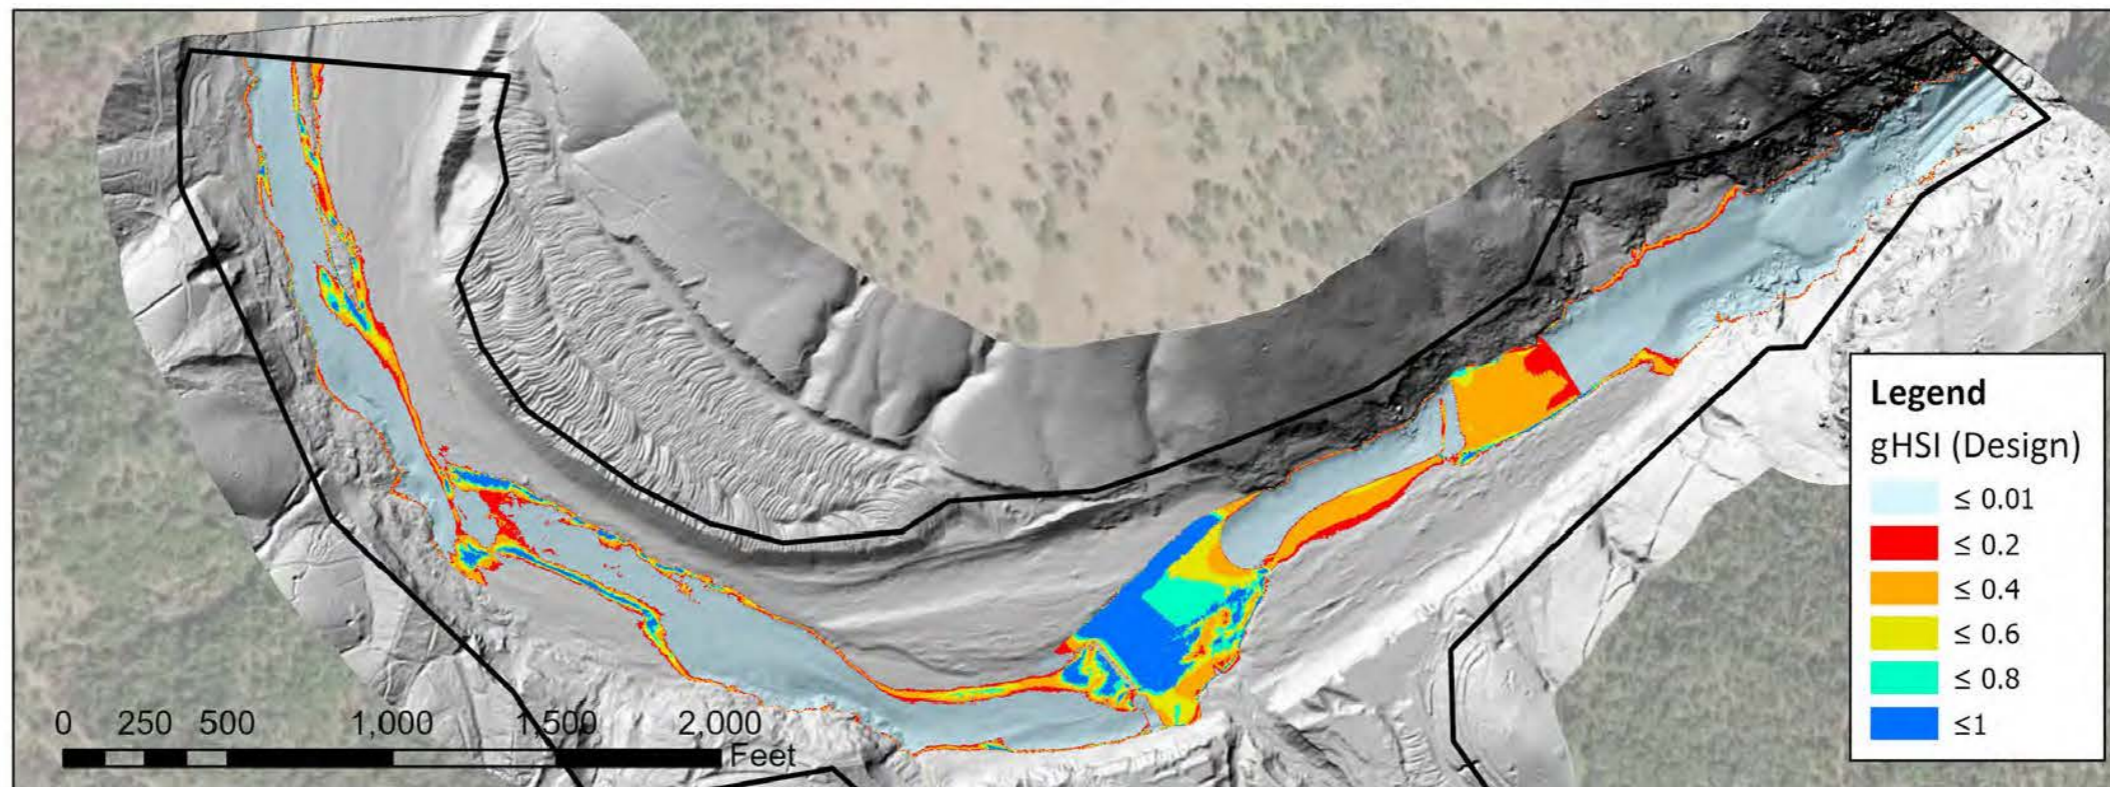 0 250 500 1,000 1,500 2,000
Feet
Legend
gHSI (Design)
≤ 0.01
≤ 0.2
≤ 0.4
≤ 0.6
≤ 0.8
≤1